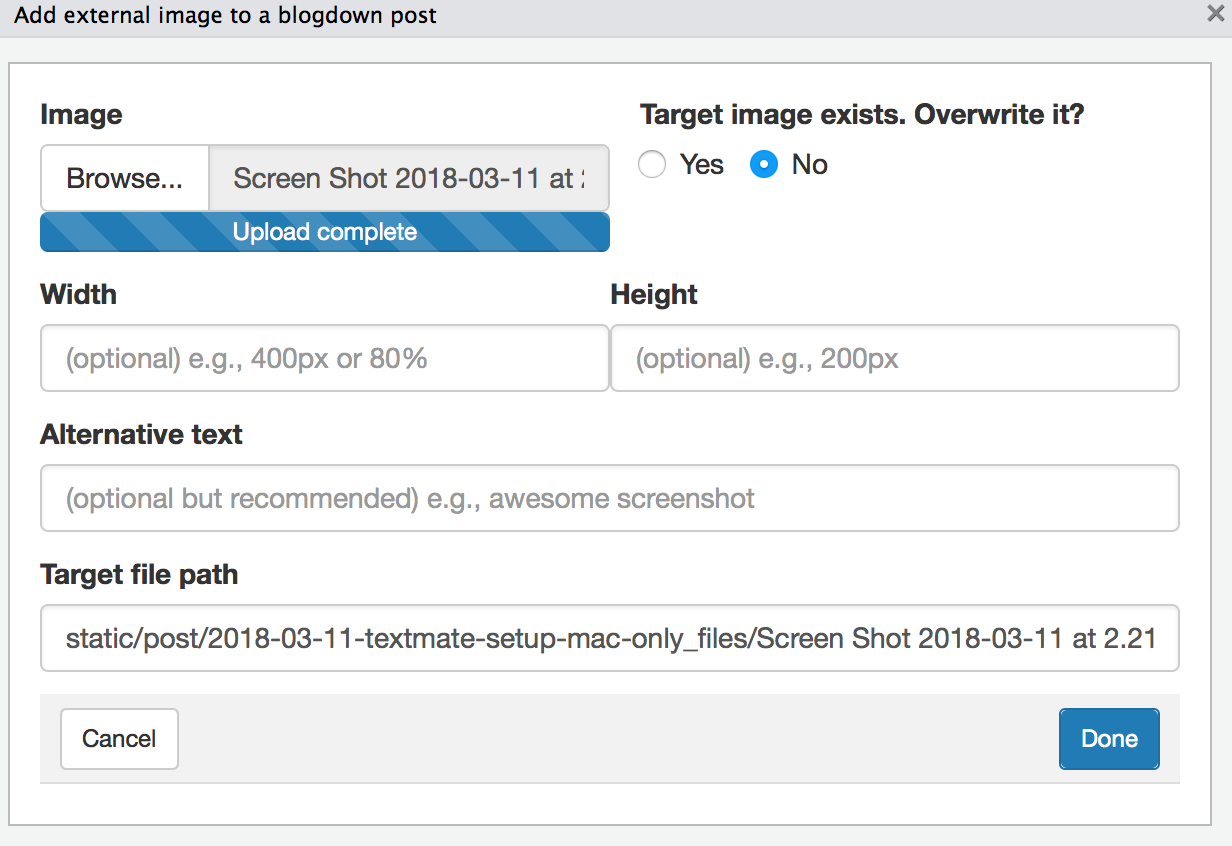 Add external image to a blogdown post
Image
Target image exists. Overwrite it?
Browse...
Screen Shot 2018-03-11 at
Yes
No
Upload complete
Width
Height
(optional) e.g., 400px or 80%
(optional) e.g., 200px
Alternative text
(optional but recommended) e.g., awesome screenshot
Target file path
static/post/2018-03-11-textmate-setup-mac-only_files/Screen Shot 2018-03-11 at 2.21
Cancel
Done